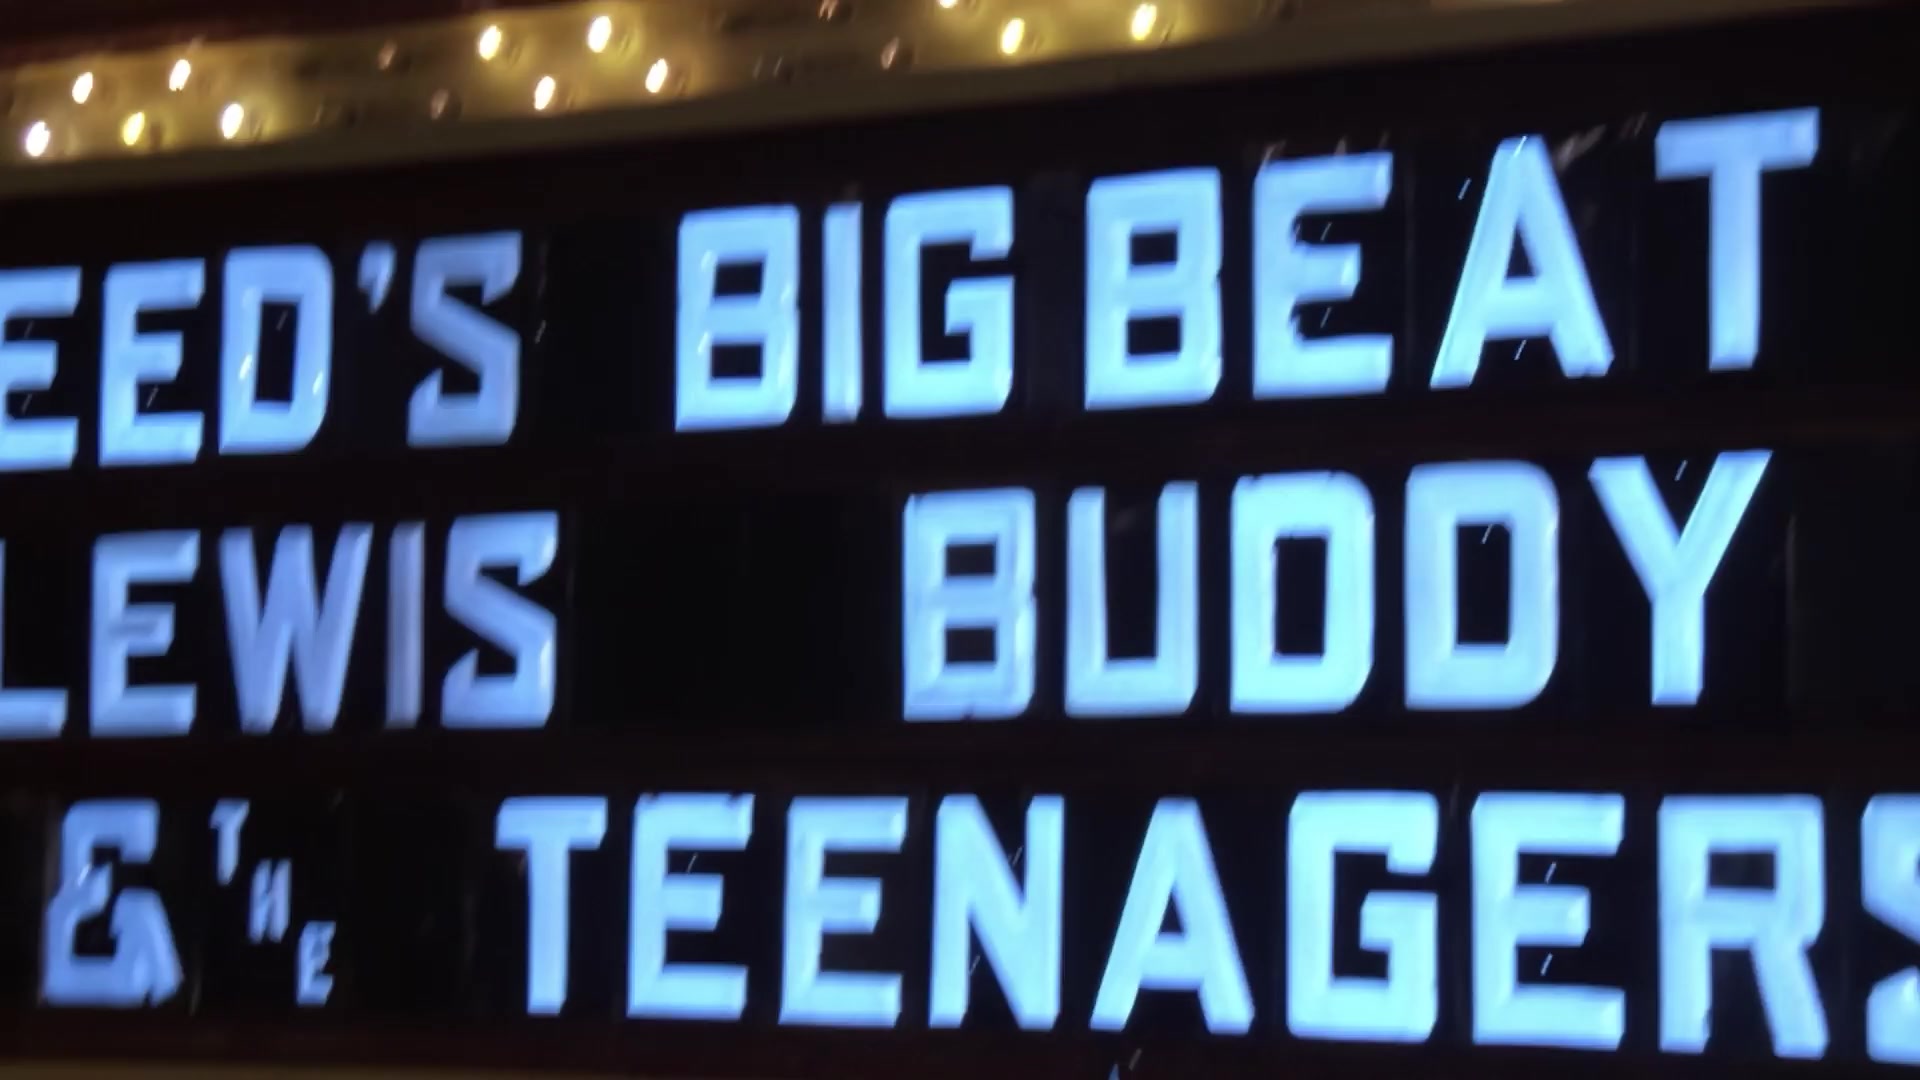 EED'S BIG BEAT
LEWIS BUDDY
& THE TEENAGERS